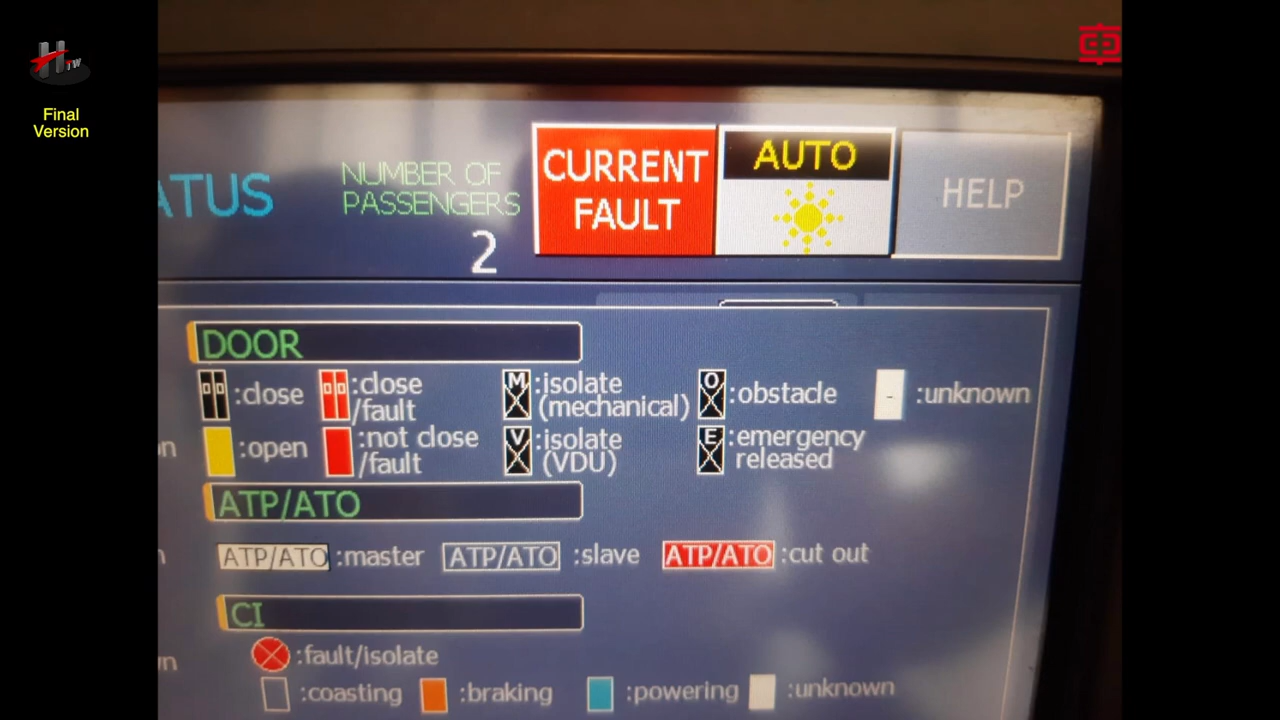 H TW
Final
Version
ATUS
NUMBER OF
PASSENGERS
2
CURRENT
FAULT
AUTO
HELP
DOOR
:close
:close
/fault
M :isolate
(mechanical)
O :obstacle
- :unknown
n
:open
:not close
/fault
V :isolate
(VDU)
E :emergency
released
ATP/ATO
ATP/ATO :master
ATP/ATO :slave
ATP/ATO :cut out
CI
:fault/isolate
:coasting
:braking
:powering
:unknown